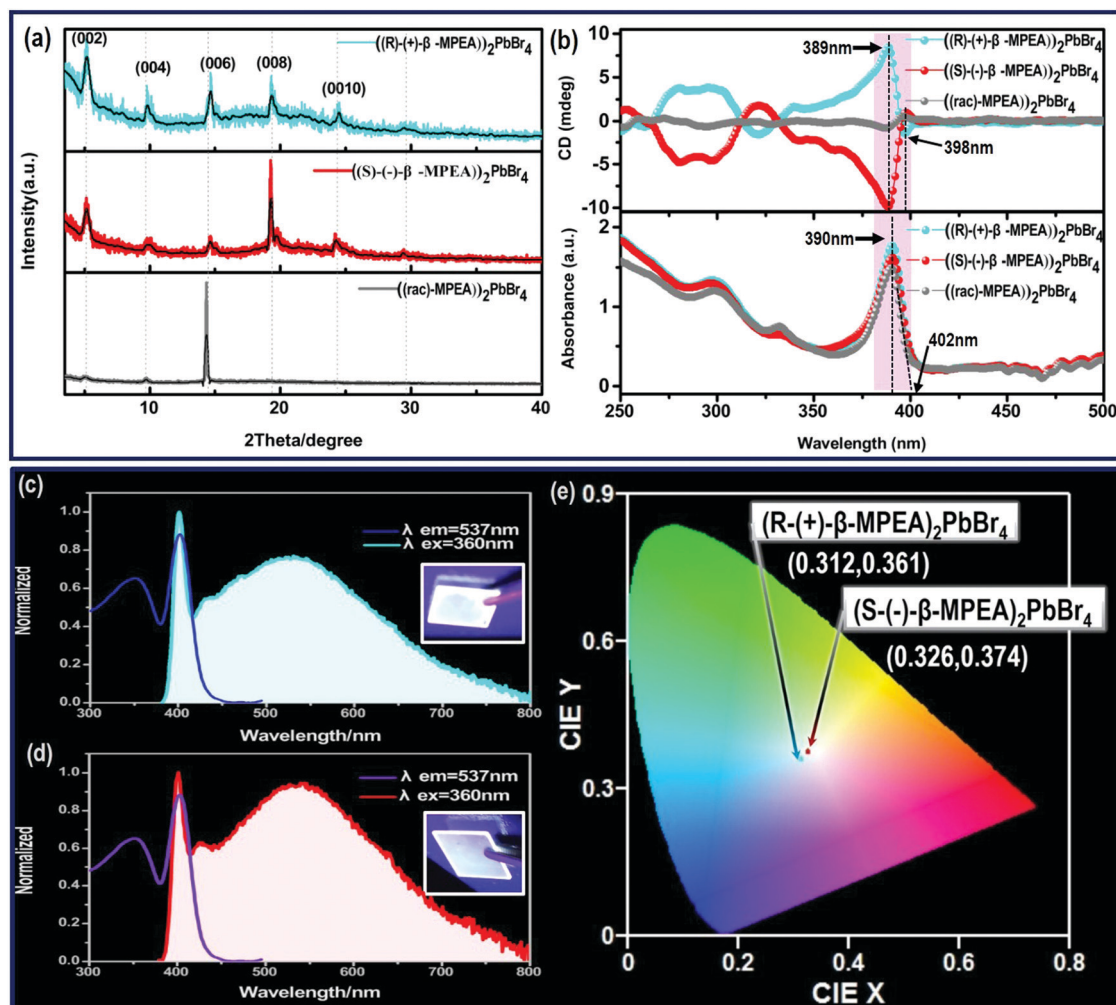 (a)
(002)
(004)
(006)
(008)
(0010)
((R)-(+)-β -MPEA))₂PbBr₄
((S)-(-)-β -MPEA))₂PbBr₄
((rac)-MPEA))₂PbBr₄
Intensity(a.u.)
10
20
30
40
2Theta/degree
(b)
389nm
((R)-(+)-β -MPEA))₂PbBr₄
((S)-(-)-β -MPEA))₂PbBr₄
((rac)-MPEA))₂PbBr₄
398nm
CD (mdeg)
10
5
0
-5
-10
390nm
((R)-(+)-β -MPEA))₂PbBr₄
((S)-(-)-β -MPEA))₂PbBr₄
((rac)-MPEA))₂PbBr₄
402nm
Absorbance (a.u.)
2
1
0
250
300
350
400
450
500
Wavelength (nm)
(c)
λ em=537nm
λ ex=360nm
Normalized
1.0
0.8
0.6
0.4
0.2
0.0
300
400
500
600
700
800
Wavelength/nm
(d)
λ em=537nm
λ ex=360nm
Normalized
1.0
0.8
0.6
0.4
0.2
0.0
300
400
500
600
700
800
Wavelength/nm
(e)
(R-(+)-β-MPEA)₂PbBr₄
(0.312,0.361)
(S-(-)-β-MPEA)₂PbBr₄
(0.326,0.374)
CIE Y
0.9
0.6
0.3
0
0
0.2
0.4
0.6
0.8
CIE X